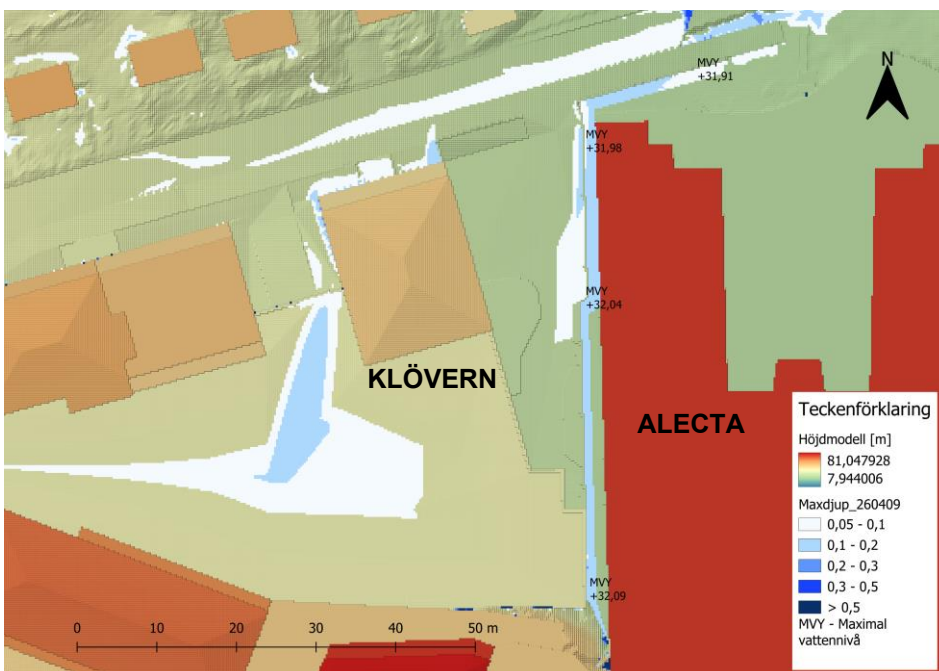 N
MVY
+31,91
MVY
+31,98
MVY
+32,04
KLÖVERN
ALECTA
MVY
+32,09
0 10 20 30 40 50 m
Teckenförklaring
Höjdmodell [m]
81,047928
7,944006
Maxdjup_260409
0,05 - 0,1
0,1 - 0,2
0,2 - 0,3
0,3 - 0,5
> 0,5
MVY - Maximal
vattennivå